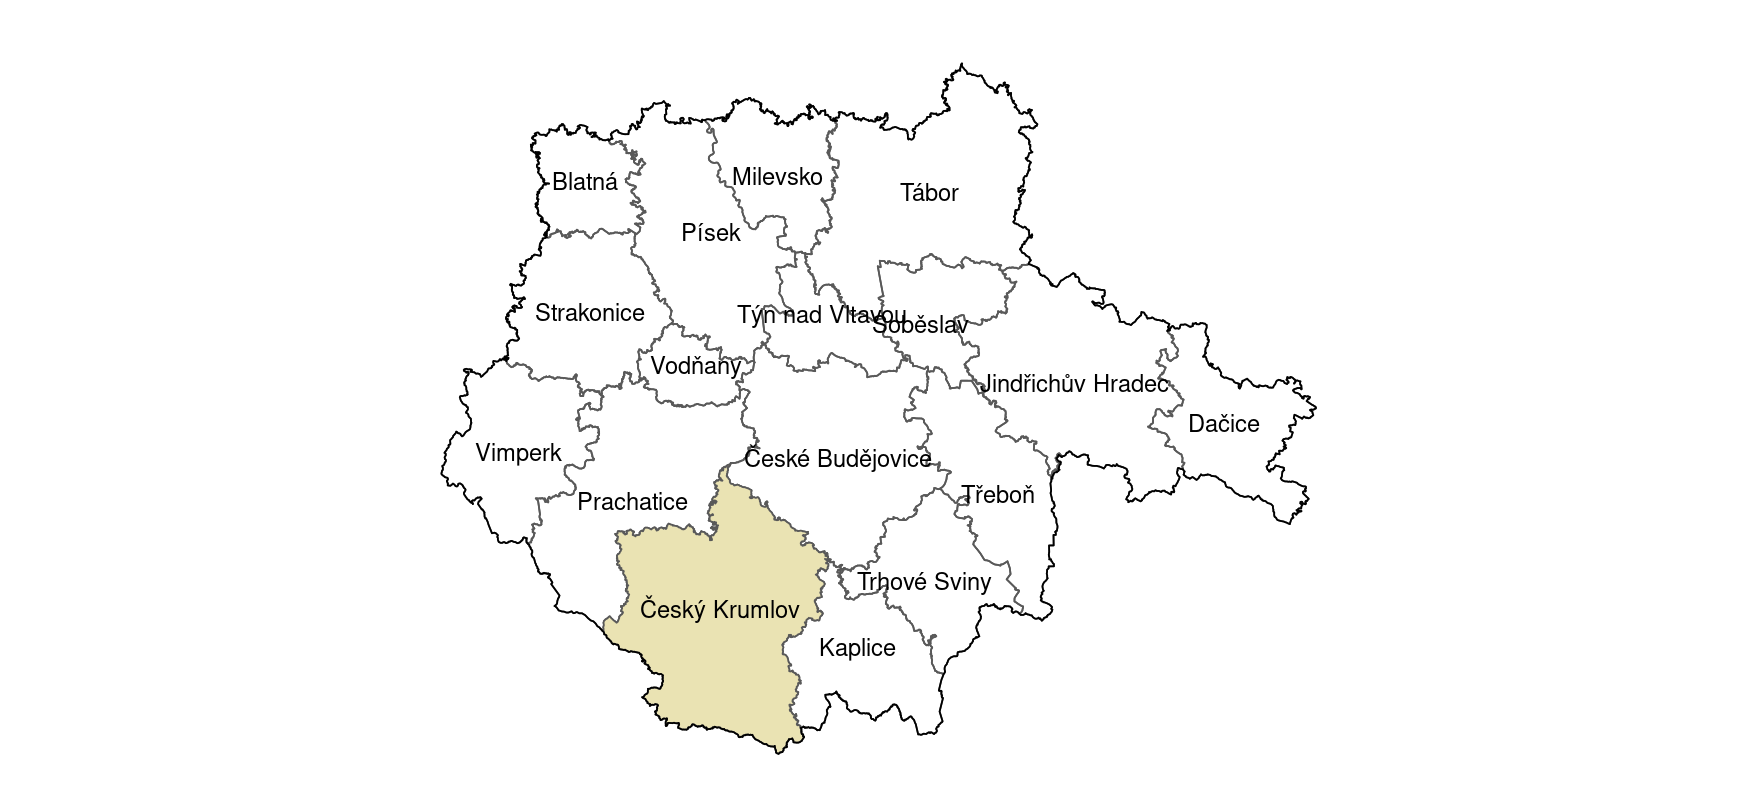 Milevsko
Blatná
Tábor
Písek
Strakonice
Týn nad Vltavou
Soběslav
Vodňany
Jindřichův Hradec
Dačice
Vimperk
České Budějovice
Třeboň
Prachatice
Trhové Sviny
Český Krumlov
Kaplice